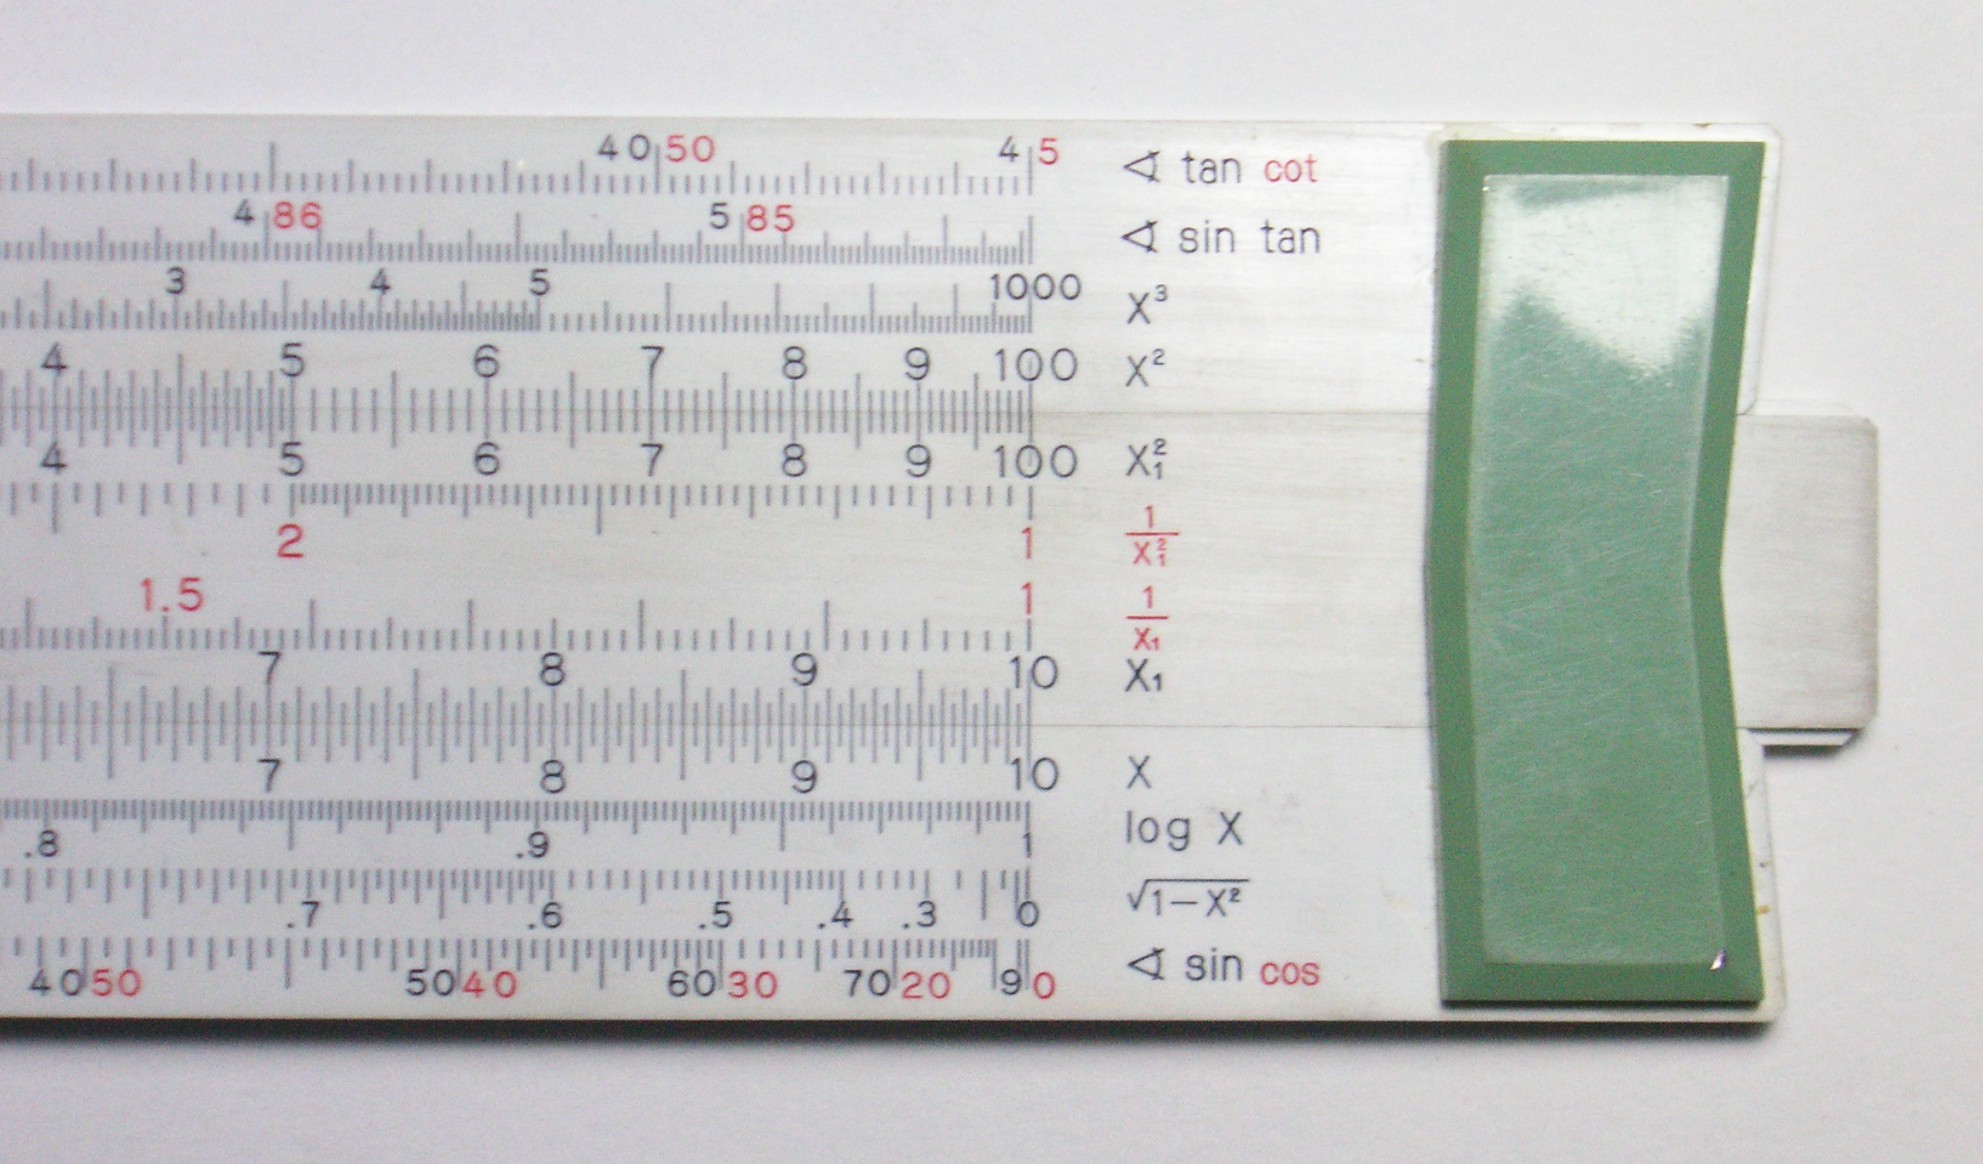 40 50 45 ∢ tan cot
4 86 5 85 ∢ sin tan
3 4 5 1000 X³
4 5 6 7 8 9 100 X²
4 5 6 7 8 9 100 X₁²
2 1 1/X₁²
1.5 1 1/X₁
7 8 9 10 X₁
7 8 9 10 X
.8 .9 1 log X
.7 .6 .5 .4 .3 0 √1−X²
40 50 50 40 60 30 70 20 90 0 ∢ sin cos